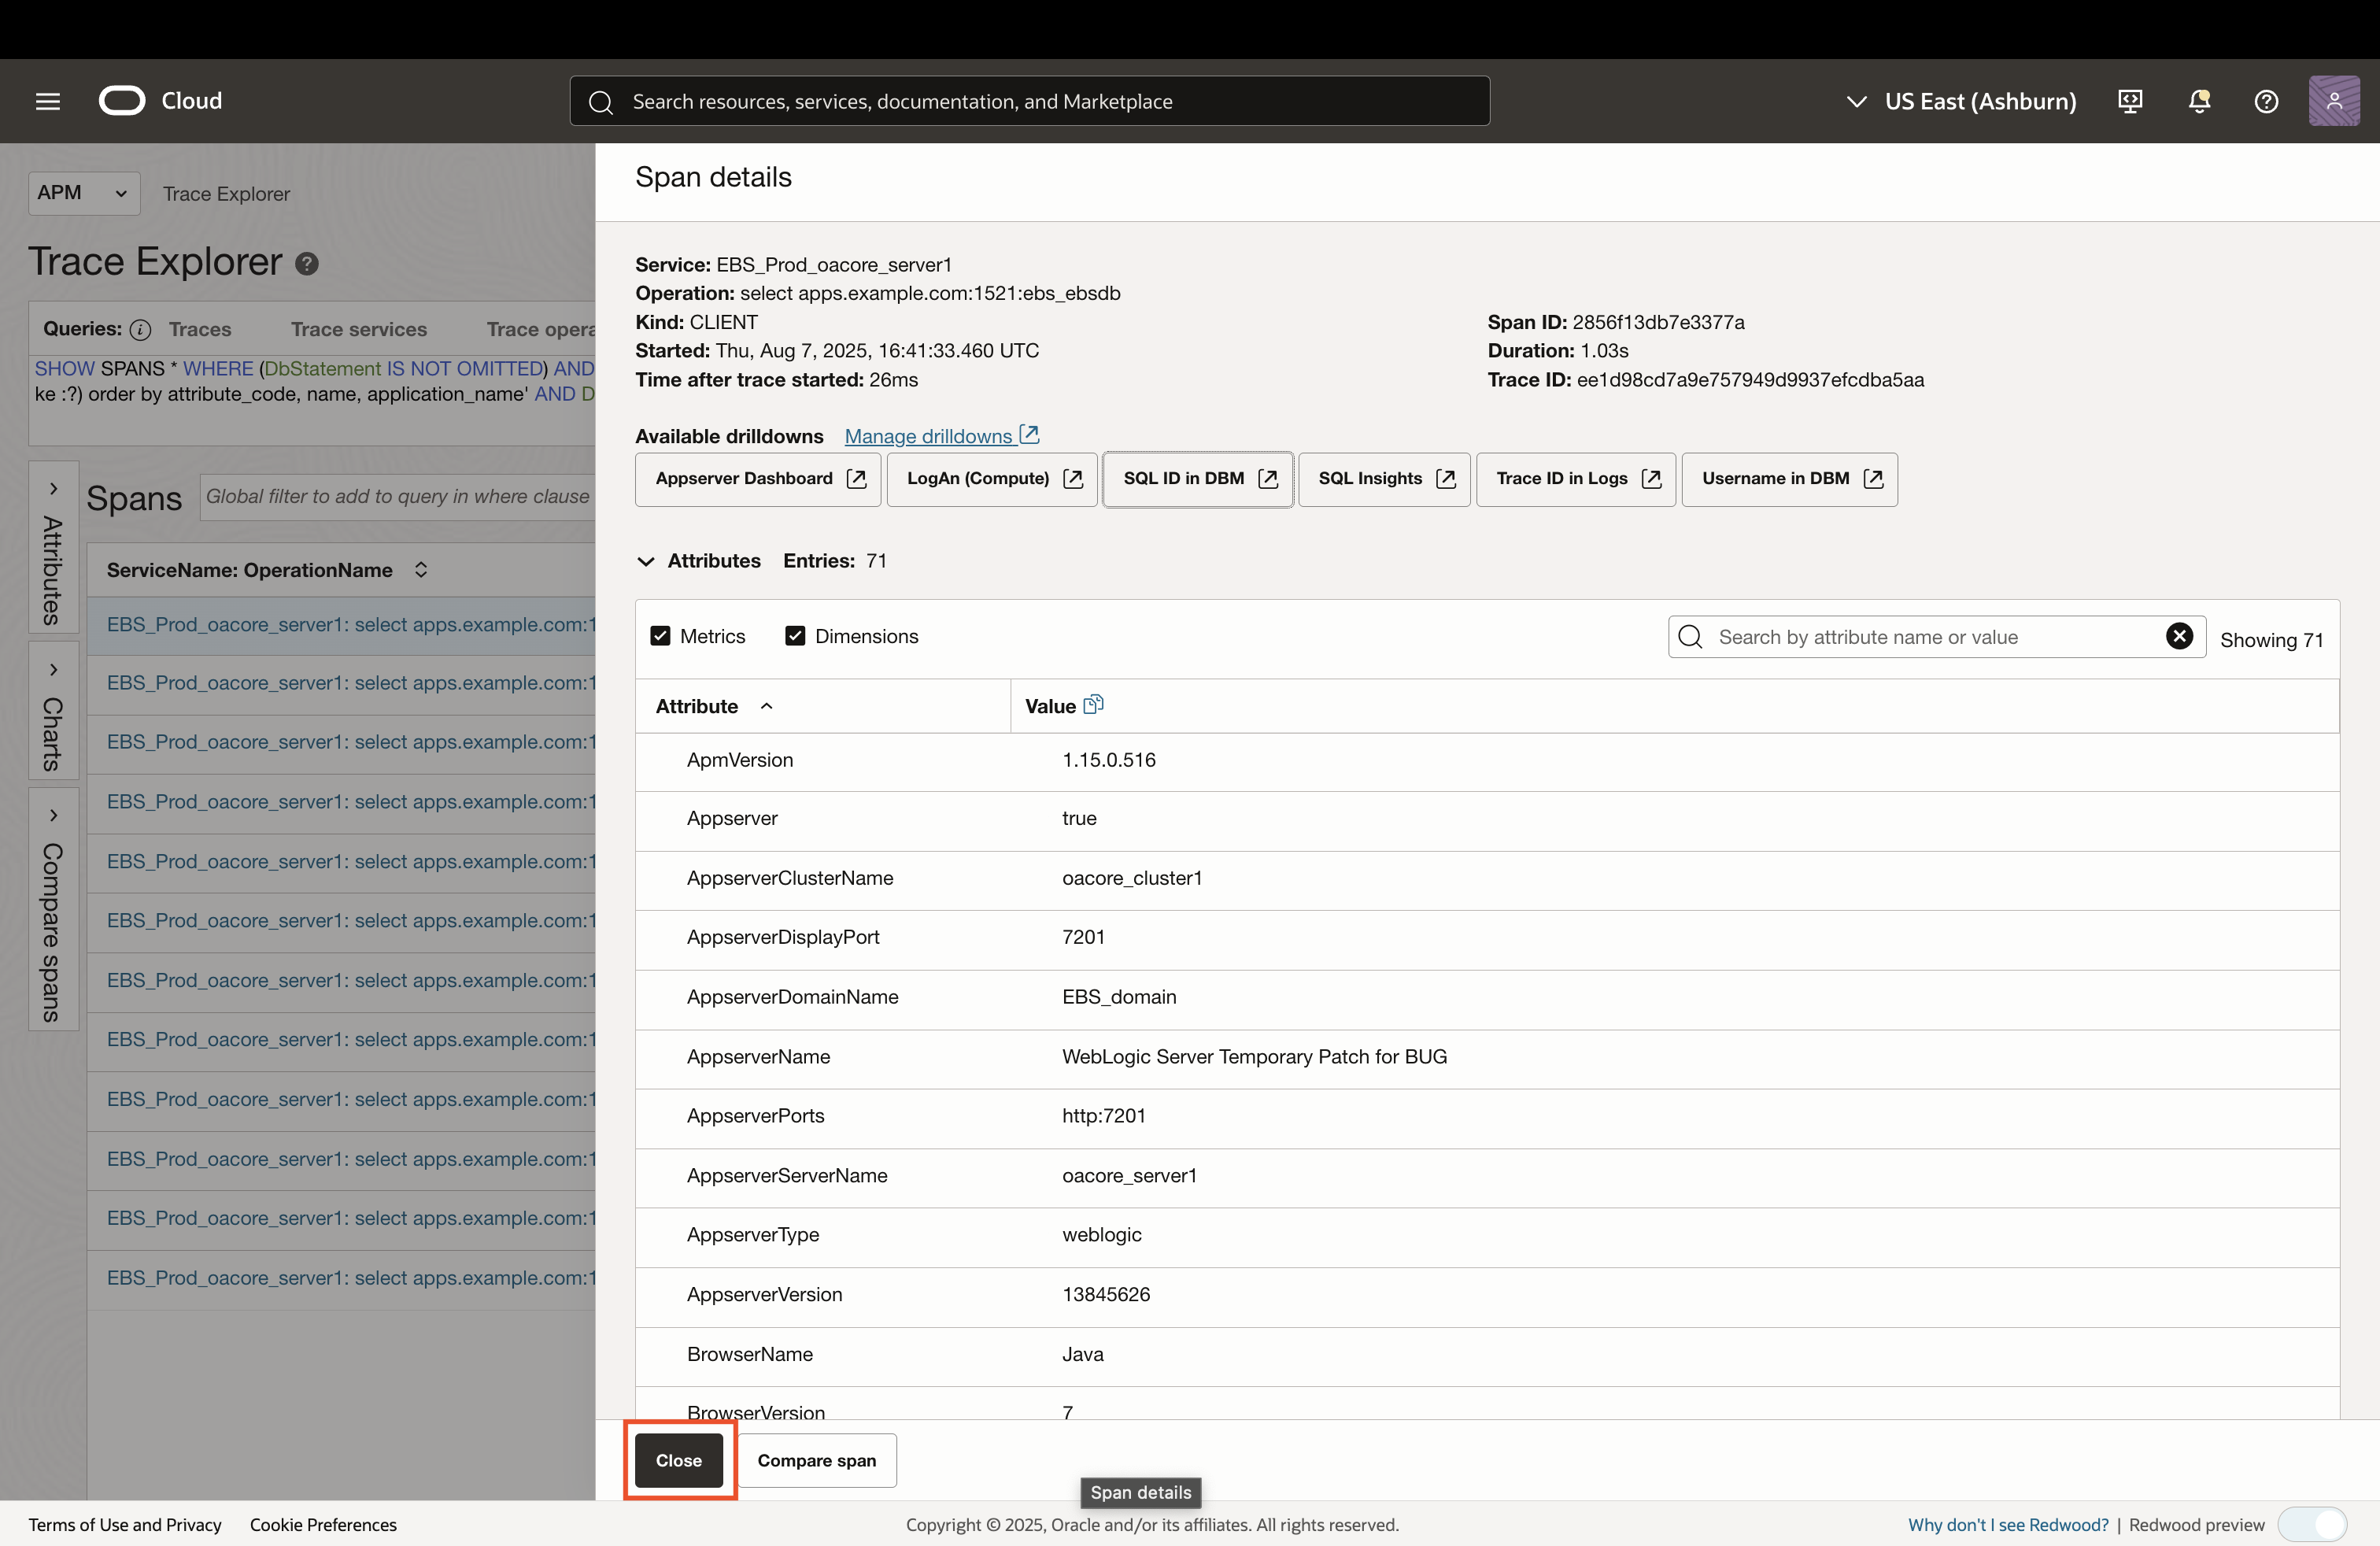 Cloud
Search resources, services, documentation, and Marketplace
US East (Ashburn)
APM
Trace Explorer
Trace Explorer
Queries: Traces Trace services Trace opera
SHOW SPANS * WHERE (DbStatement IS NOT OMITTED) AND
ke :?) order by attribute_code, name, application_name' AND D
Attributes
Charts
Compare spans
Spans
Global filter to add to query in where clause
ServiceName: OperationName
EBS_Prod_oacore_server1: select apps.example.com:1
EBS_Prod_oacore_server1: select apps.example.com:1
EBS_Prod_oacore_server1: select apps.example.com:1
EBS_Prod_oacore_server1: select apps.example.com:1
EBS_Prod_oacore_server1: select apps.example.com:1
EBS_Prod_oacore_server1: select apps.example.com:1
EBS_Prod_oacore_server1: select apps.example.com:1
EBS_Prod_oacore_server1: select apps.example.com:1
EBS_Prod_oacore_server1: select apps.example.com:1
EBS_Prod_oacore_server1: select apps.example.com:1
EBS_Prod_oacore_server1: select apps.example.com:1
EBS_Prod_oacore_server1: select apps.example.com:1
Span details
Service: EBS_Prod_oacore_server1
Operation: select apps.example.com:1521:ebs_ebsdb
Kind: CLIENT
Started: Thu, Aug 7, 2025, 16:41:33.460 UTC
Time after trace started: 26ms
Span ID: 2856f13db7e3377a
Duration: 1.03s
Trace ID: ee1d98cd7a9e757949d9937efcdba5aa
Available drilldowns Manage drilldowns
Appserver Dashboard LogAn (Compute) SQL ID in DBM SQL Insights Trace ID in Logs Username in DBM
Attributes Entries: 71
Metrics Dimensions Search by attribute name or value Showing 71
Attribute Value
ApmVersion 1.15.0.516
Appserver true
AppserverClusterName oacore_cluster1
AppserverDisplayPort 7201
AppserverDomainName EBS_domain
AppserverName WebLogic Server Temporary Patch for BUG
AppserverPorts http:7201
AppserverServerName oacore_server1
AppserverType weblogic
AppserverVersion 13845626
BrowserName Java
BrowserVersion 7
Close Compare span
Span details
Terms of Use and Privacy Cookie Preferences
Copyright © 2025, Oracle and/or its affiliates. All rights reserved.
Why don't I see Redwood? | Redwood preview